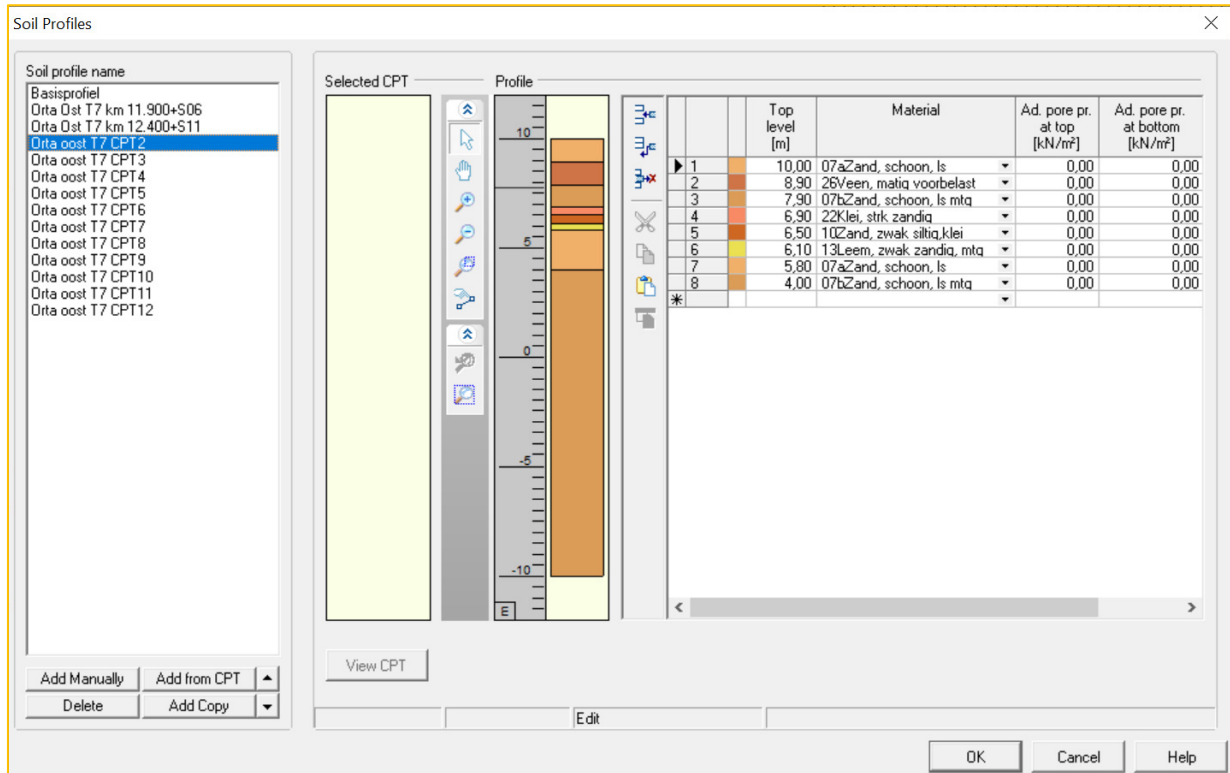 Soil Profiles
Soil profile name
Basisprofiel
Orta Ost T7 km 11.900+S06
Orta Ost T7 km 12.400+S11
Orta oost T7 CPT2
Orta oost T7 CPT3
Orta oost T7 CPT4
Orta oost T7 CPT5
Orta oost T7 CPT6
Orta oost T7 CPT7
Orta oost T7 CPT8
Orta oost T7 CPT9
Orta oost T7 CPT10
Orta oost T7 CPT11
Orta oost T7 CPT12
Add Manually Add from CPT
Delete Add Copy
Selected CPT
Profile
10
5
0
-5
-10
m
Top level [m] Material Ad. pore pr. at top [kN/m²] Ad. pore pr. at bottom [kN/m²]
1 10,00 07aZand, schoon, ls 0,00 0,00
2 8,90 26Veen, matig voorbelast 0,00 0,00
3 7,90 07bZand, schoon, ls mtg 0,00 0,00
4 6,90 22Klei, strk zandig 0,00 0,00
5 6,50 10Zand, zwak siltig,klei 0,00 0,00
6 6,10 13Leem, zwak zandig, mtg 0,00 0,00
7 5,80 07aZand, schoon, ls 0,00 0,00
8 4,00 07bZand, schoon, ls mtg 0,00 0,00
View CPT
Edit
OK Cancel Help